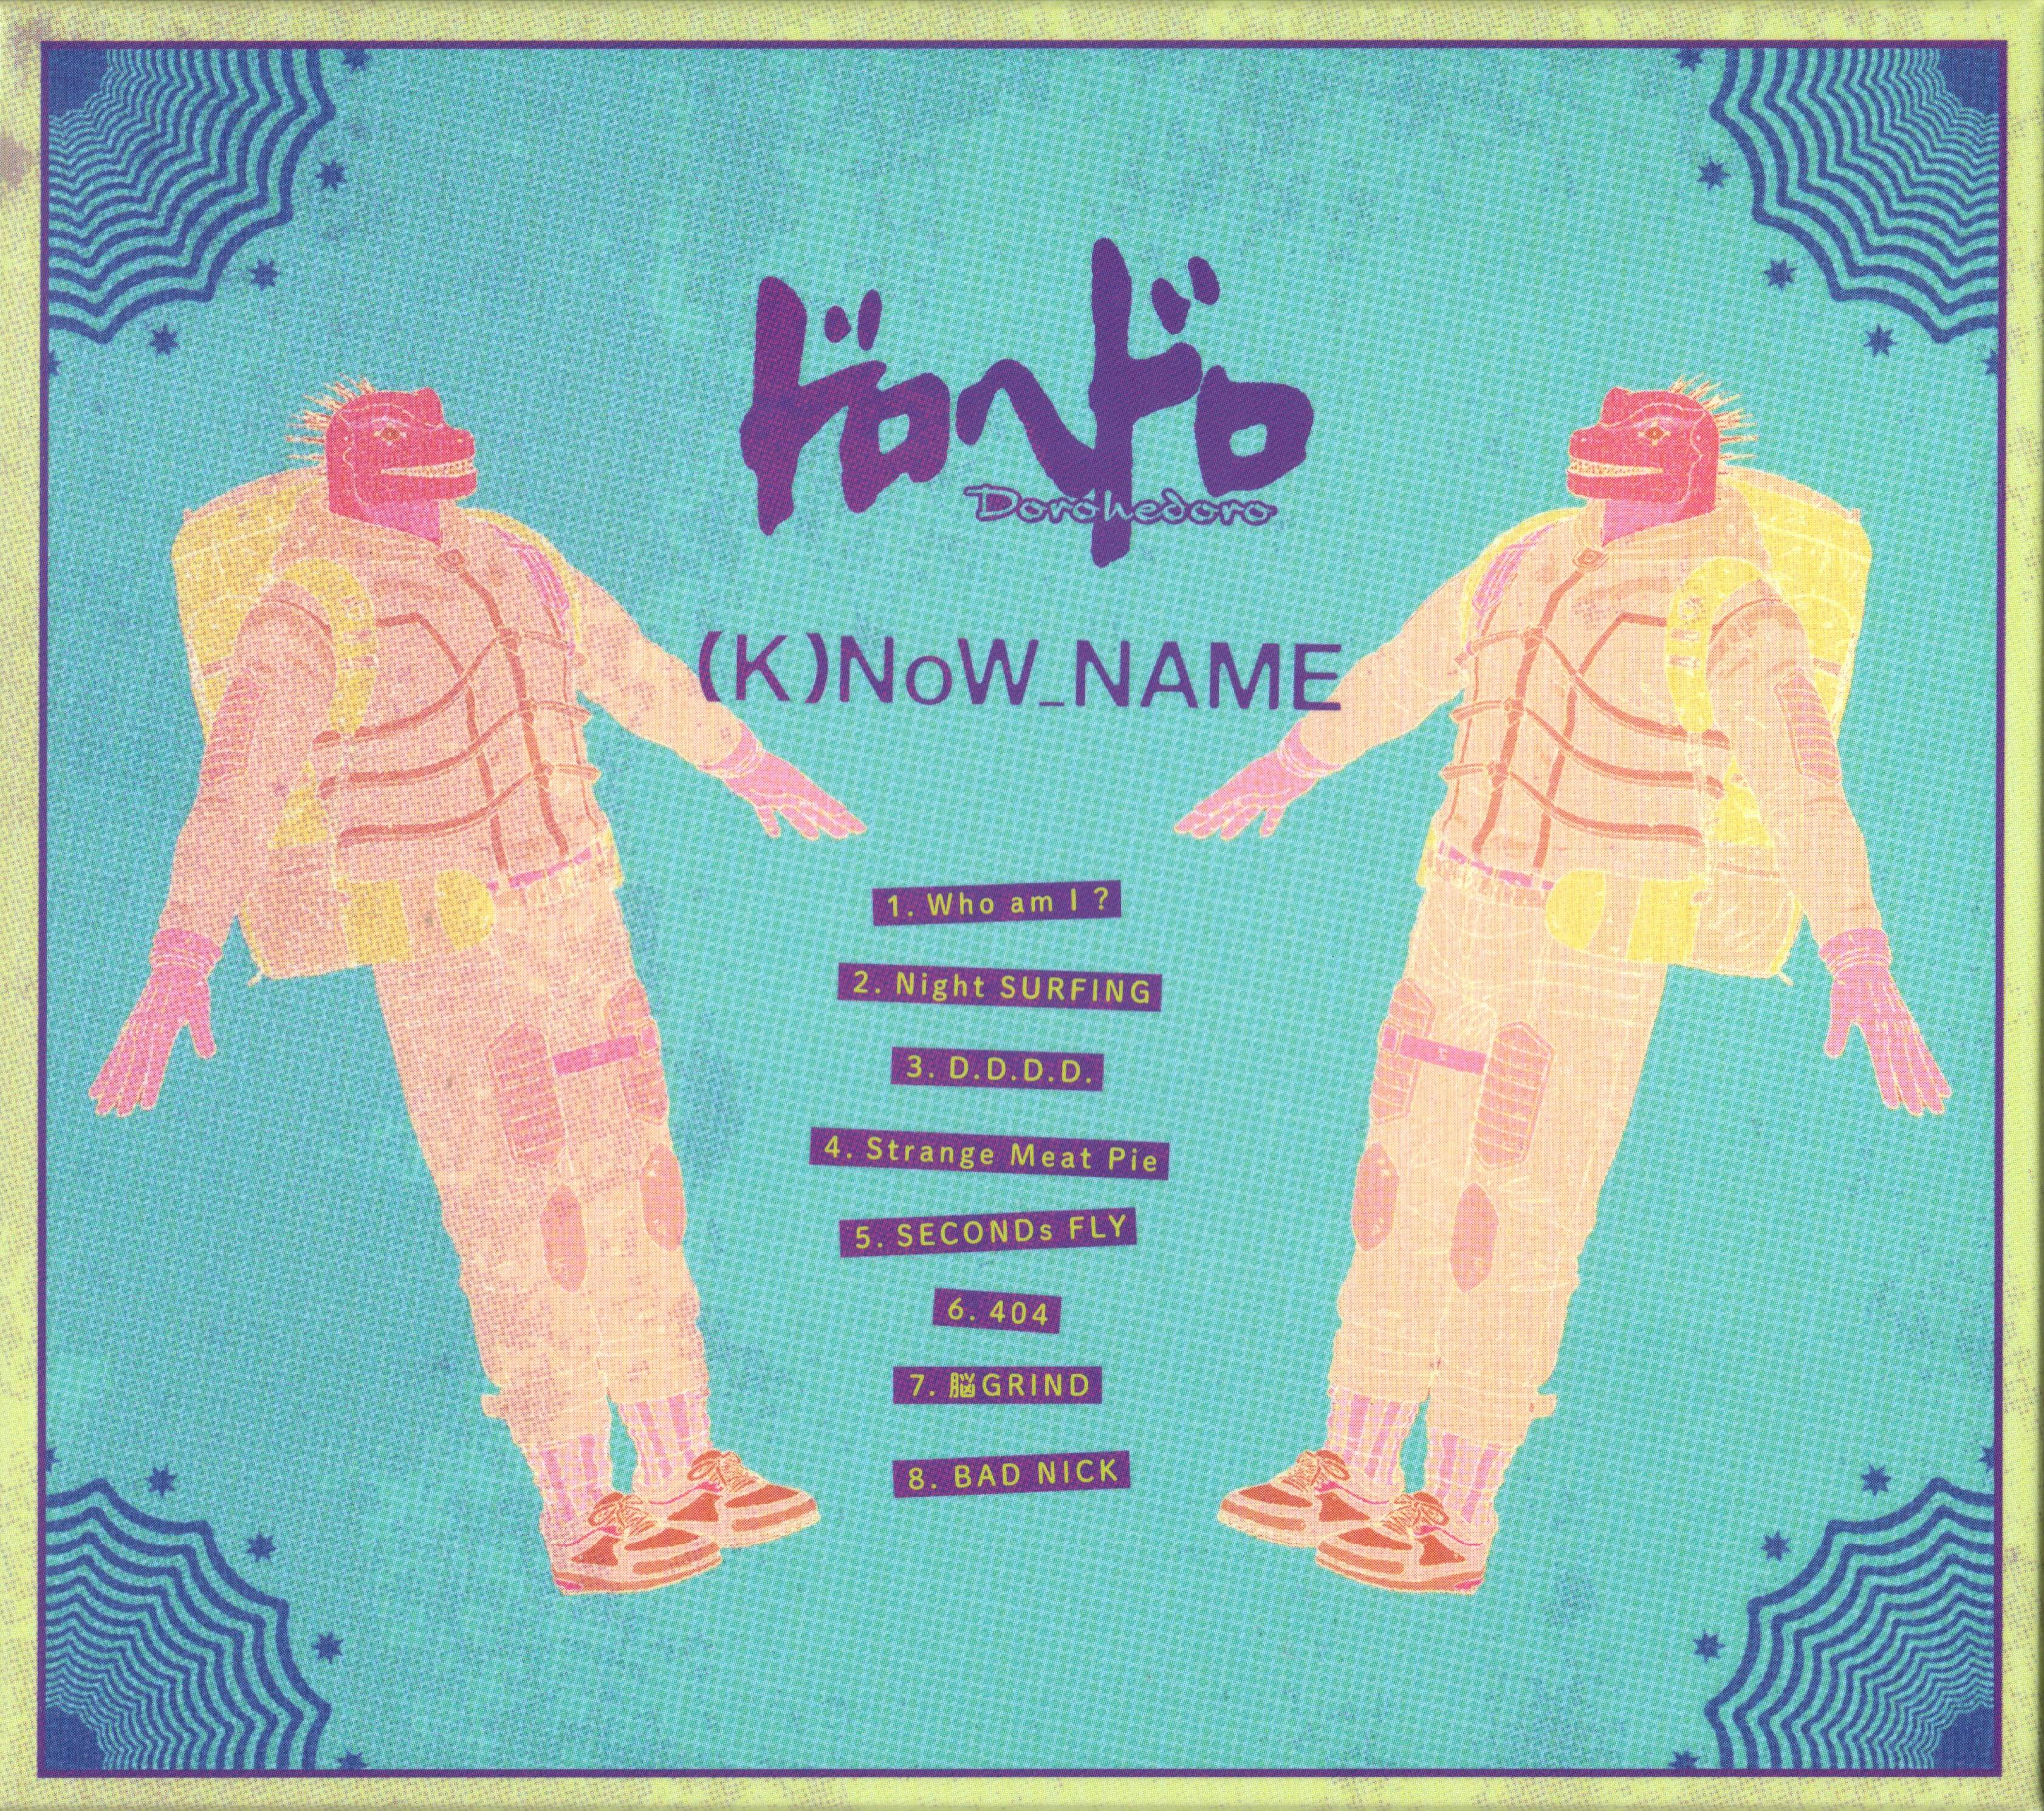 ドロヘドロ
Dorohedoro
(K)NoW_NAME
1. Who am I ?
2. Night SURFING
3. D.D.D.D.
4. Strange Meat Pie
5. SECONDs FLY
6. 404
7. 脳GRIND
8. BAD NICK